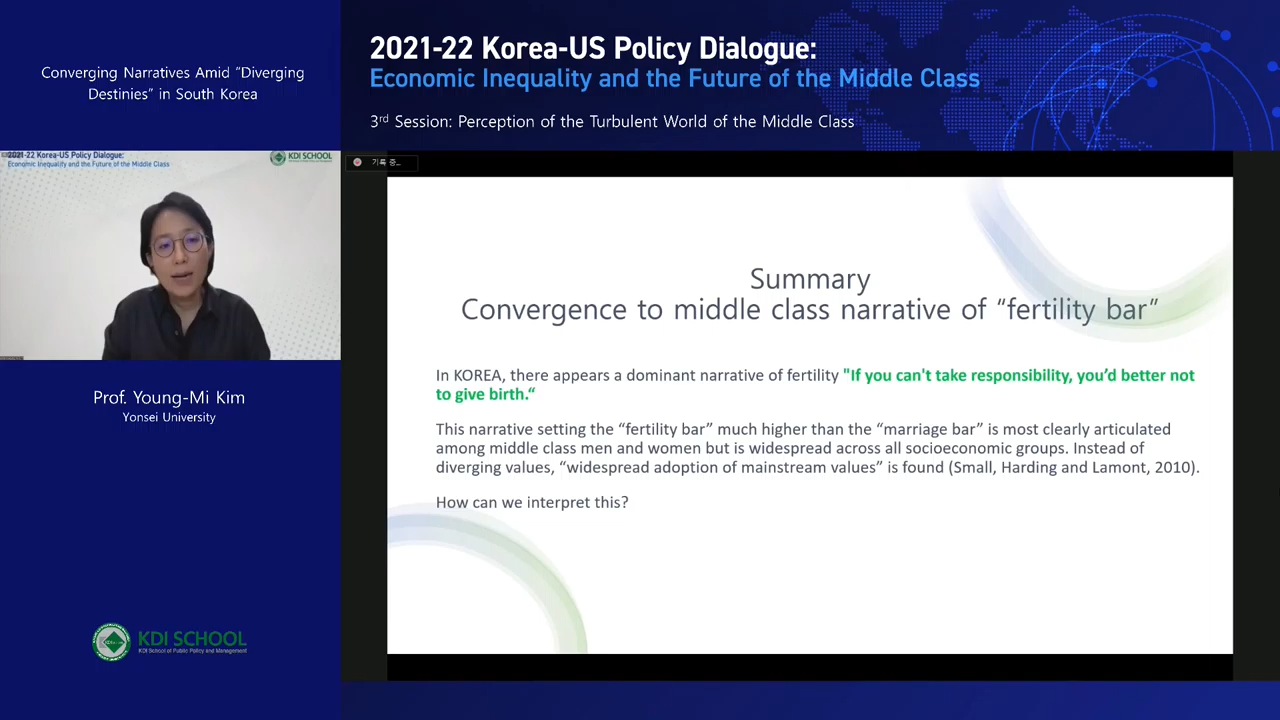 Converging Narratives Amid “Diverging
Destinies” in South Korea
2021-22 Korea-US Policy Dialogue:
Economic Inequality and the Future of the Middle Class
3rd Session: Perception of the Turbulent World of the Middle Class
2021-22 Korea-US Policy Dialogue:
Economic Inequality and the Future of the Middle Class
KDI SCHOOL
기록 중...
Summary
Convergence to middle class narrative of “fertility bar”
In KOREA, there appears a dominant narrative of fertility "If you can't take responsibility, you’d better not
to give birth.“
This narrative setting the “fertility bar” much higher than the “marriage bar” is most clearly articulated
among middle class men and women but is widespread across all socioeconomic groups. Instead of
diverging values, “widespread adoption of mainstream values” is found (Small, Harding and Lamont, 2010).
How can we interpret this?
Prof. Young-Mi Kim
Yonsei University
KDI SCHOOL
KDI School of Public Policy and Management